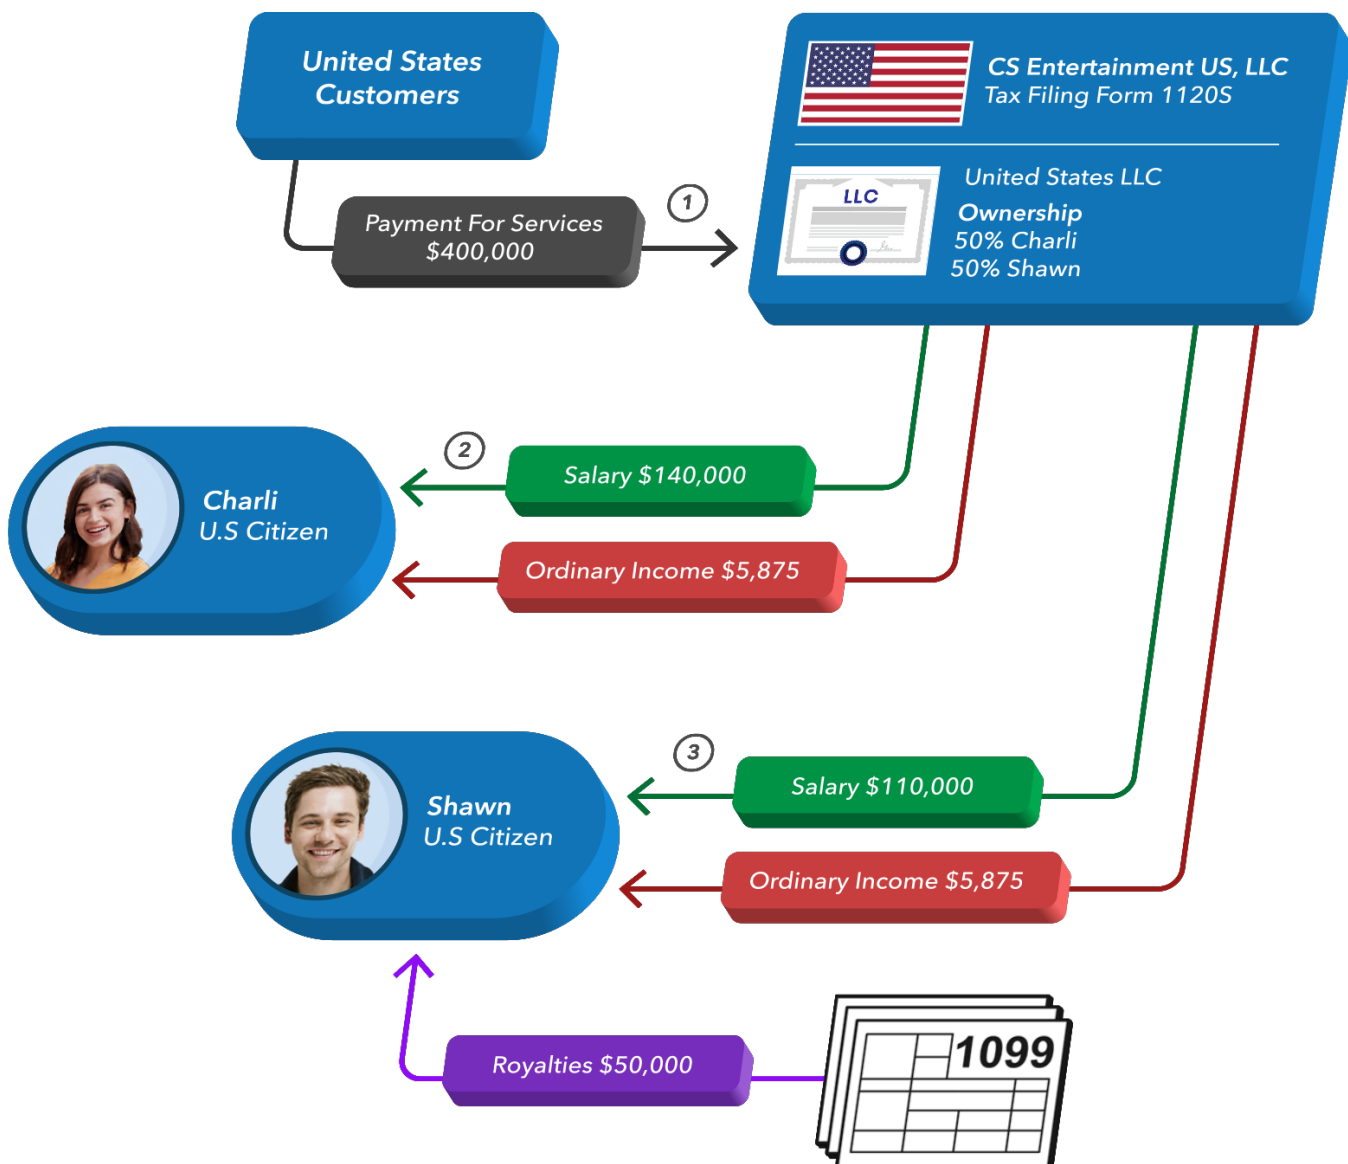 United States
Customers
CS Entertainment US, LLC
Tax Filing Form 1120S
LLC
United States LLC
Ownership
50% Charli
50% Shawn
Payment For Services
$400,000
1
2
Salary $140,000
Charli
U.S Citizen
Ordinary Income $5,875
3
Salary $110,000
Shawn
U.S Citizen
Ordinary Income $5,875
1099
Royalties $50,000